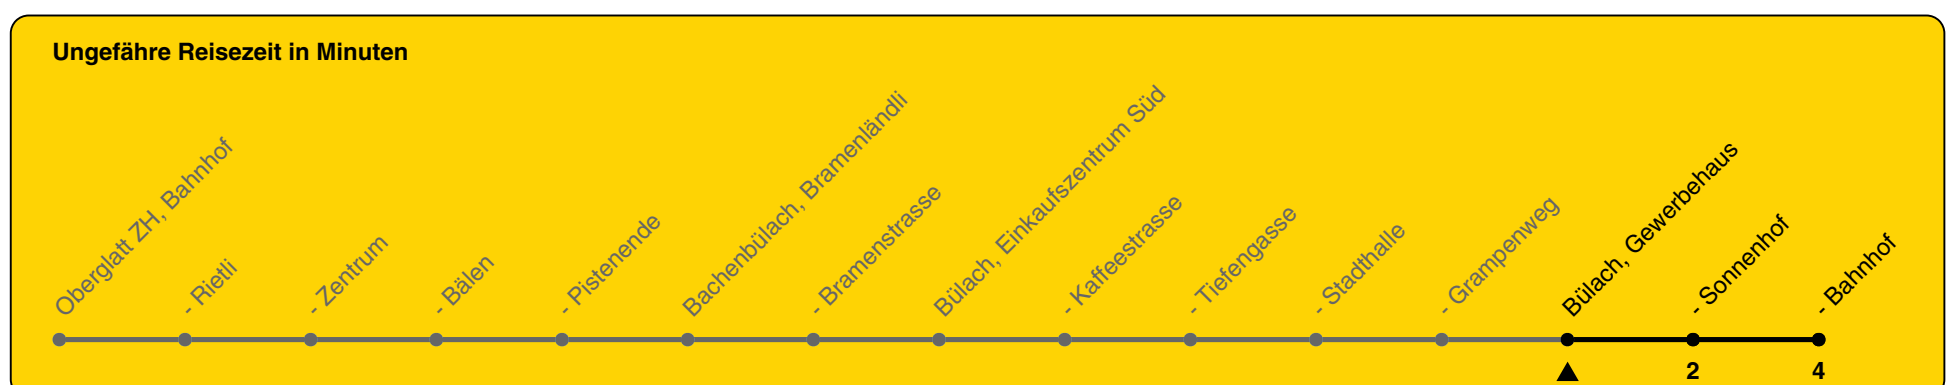 Ungefähre Reisezeit in Minuten
Oberglatt ZH, Bahnhof
- Rietli
- Zentrum
- Bälen
- Pistenende
Bachenbülach, Bramenländli
- Bramenstrasse
Bülach, Einkaufszentrum Süd
- Kaffeestrasse
- Tiefengasse
- Stadthalle
- Grampenweg
Bülach, Gewerbehaus
- Sonnenhof
- Bahnhof
2
4